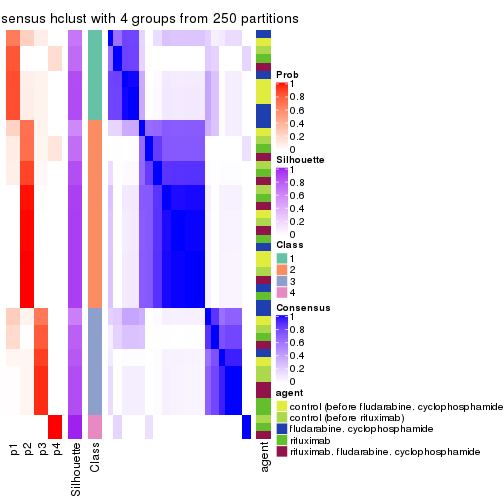 sensus hclust with 4 groups from 250 partitions
Prob
1
0.8
0.6
0.4
0.2
0
Silhouette
1
0.8
0.6
0.4
0.2
0
Class
1
2
3
4
Consensus
1
0.8
0.6
0.4
0.2
0
agent
control (before fludarabine. cyclophosphamide
control (before rituximab)
fludarabine. cyclophosphamide
rituximab
rituximab. fludarabine. cyclophosphamide
p1
p2
p3
p4
Silhouette
Class
agent